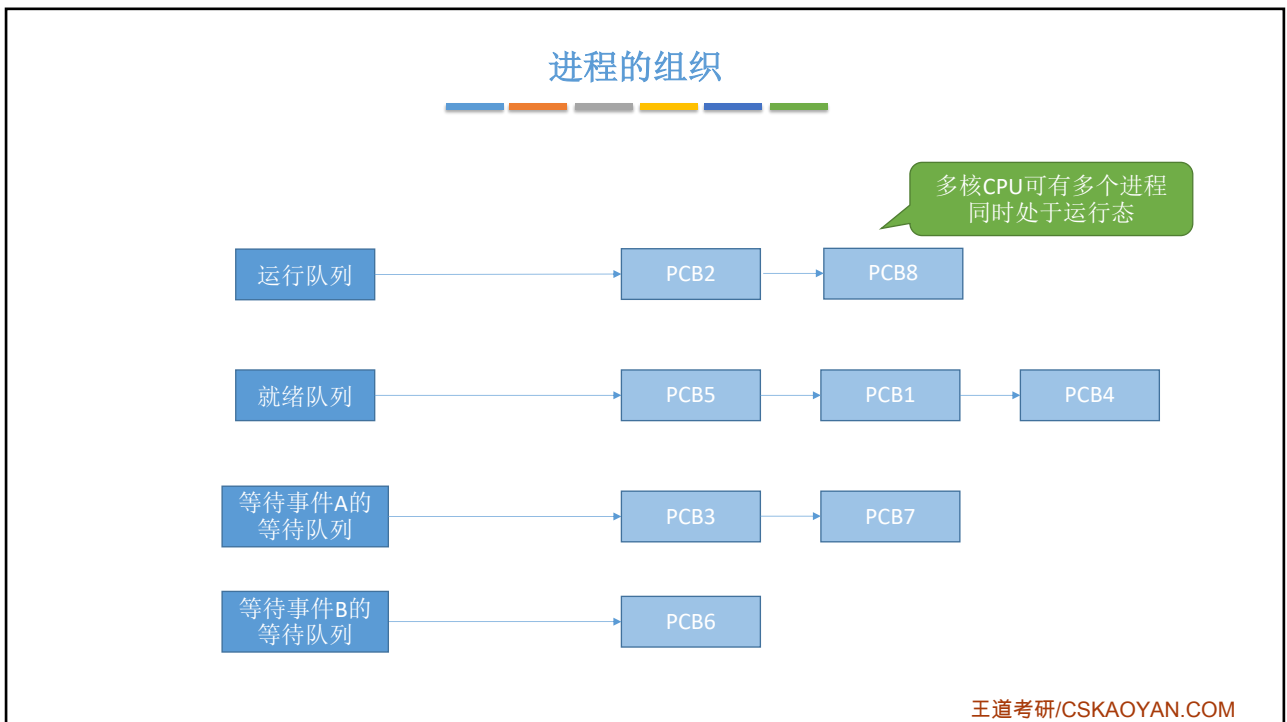 进程的组织
多核CPU可有多个进程
同时处于运行态
运行队列
PCB2
PCB8
就绪队列
PCB5
PCB1
PCB4
等待事件A的
等待队列
PCB3
PCB7
等待事件B的
等待队列
PCB6
王道考研/CSKAOYAN.COM